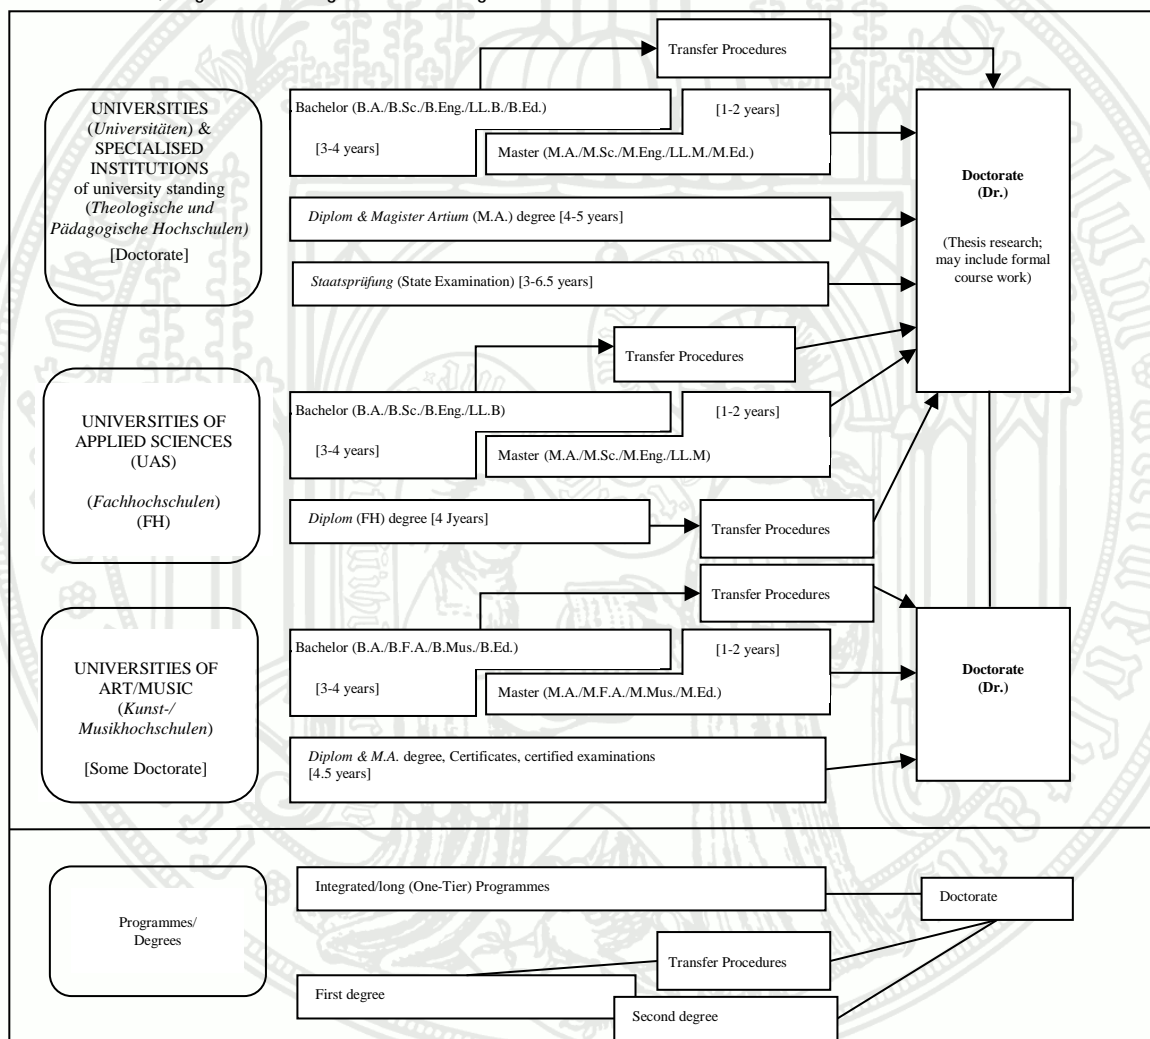 Transfer Procedures
UNIVERSITIES
(Universitäten) &
SPECIALISED
INSTITUTIONS
of university standing
(Theologische und
Pädagogische Hochschulen)
[Doctorate]
Bachelor (B.A./B.Sc./B.Eng./LL.B./B.Ed.)
[3-4 years]
[1-2 years]
Master (M.A./M.Sc./M.Eng./LL.M./M.Ed.)
Diplom & Magister Artium (M.A.) degree [4-5 years]
Staatsprüfung (State Examination) [3-6.5 years]
Doctorate
(Dr.)
(Thesis research;
may include formal
course work)
Transfer Procedures
UNIVERSITIES OF
APPLIED SCIENCES
(UAS)
(Fachhochschulen)
(FH)
Bachelor (B.A./B.Sc./B.Eng./LL.B)
[3-4 years]
[1-2 years]
Master (M.A./M.Sc./M.Eng./LL.M)
Diplom (FH) degree [4 Jyears]
Transfer Procedures
Transfer Procedures
UNIVERSITIES OF
ART/MUSIC
(Kunst-/
Musikhochschulen)
[Some Doctorate]
Bachelor (B.A./B.F.A./B.Mus./B.Ed.)
[3-4 years]
[1-2 years]
Master (M.A./M.F.A./M.Mus./M.Ed.)
Diplom & M.A. degree, Certificates, certified examinations
[4.5 years]
Doctorate
(Dr.)
Programmes/
Degrees
Integrated/long (One-Tier) Programmes
Doctorate
Transfer Procedures
First degree
Second degree